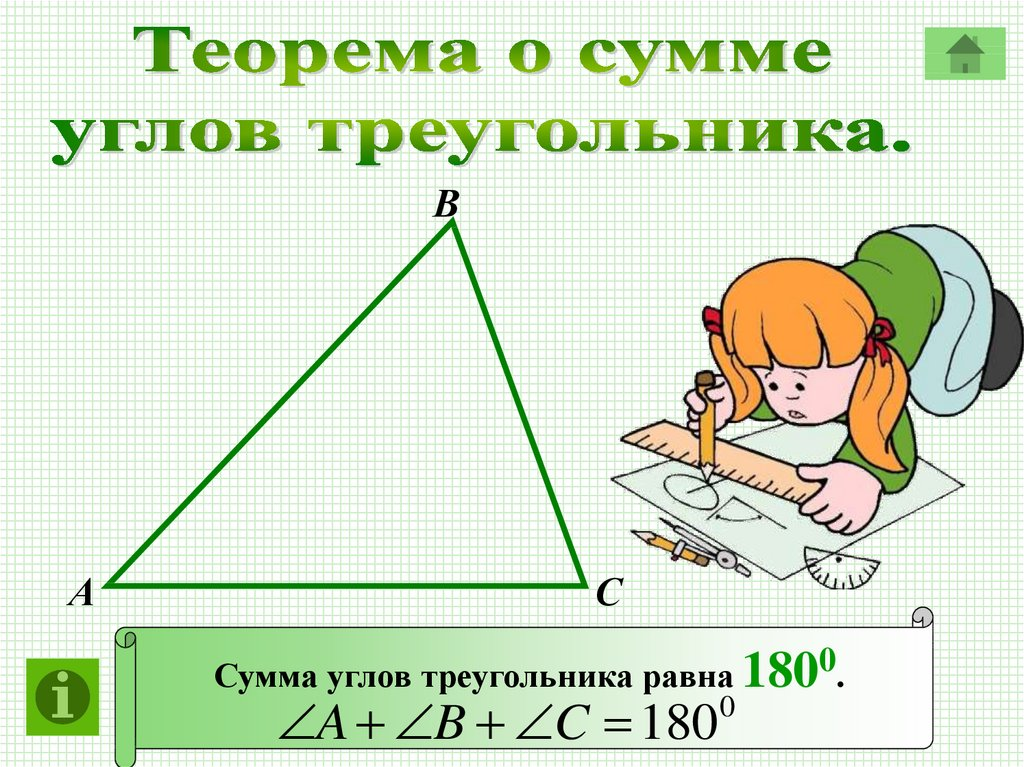 Теорема о сумме
углов треугольника.
B
A
C
Сумма углов треугольника равна 180⁰.
∠A + ∠B + ∠C = 180⁰
i